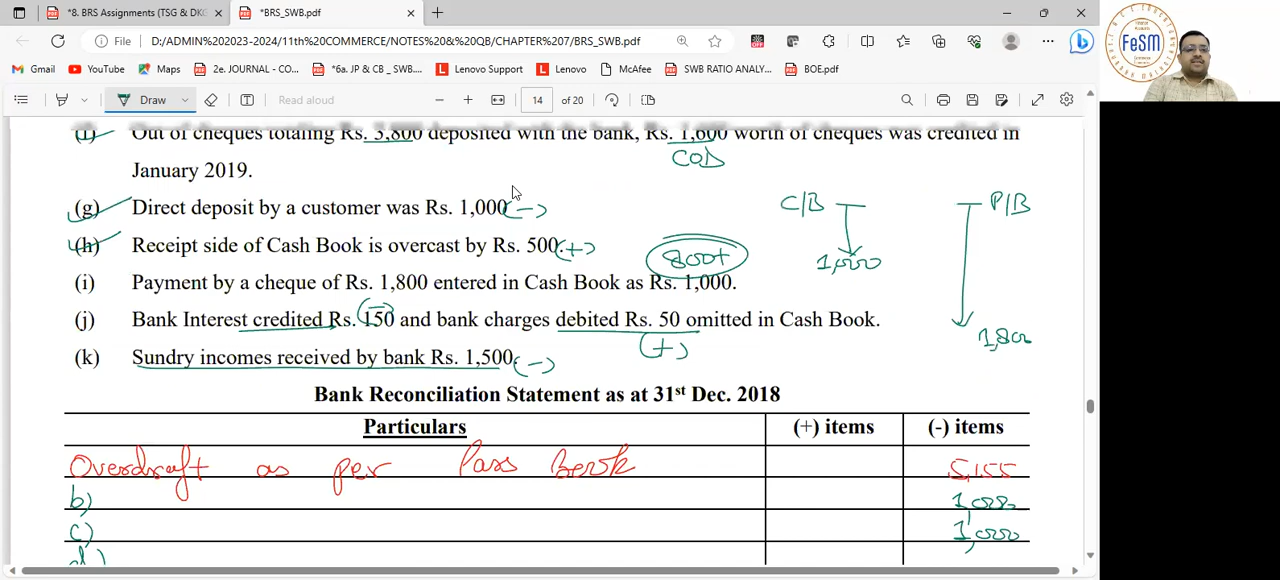 *8. BRS Assignments (TSG & DKG
*BRS_SWB.pdf
File D:/ADMIN%202023-2024/11th%20COMMERCE/NOTES%20&%20QB/CHAPTER%207/BRS_SWB.pdf
Gmail YouTube Maps 2e. JOURNAL - CO... *6a. JP & CB _SWB.... Lenovo Support Lenovo McAfee SWB RATIO ANALY... BOE.pdf
Draw Read aloud 14 of 20
FeSM
(f) Out of cheques totaling Rs. 3,800 deposited with the bank, Rs. 1,600 worth of cheques was credited in
COD
January 2019.
(g) Direct deposit by a customer was Rs. 1,000 (-)
C/B P/B
(h) Receipt side of Cash Book is overcast by Rs. 500. (+)
800+ 1,000
(i) Payment by a cheque of Rs. 1,800 entered in Cash Book as Rs. 1,000.
(-)
(j) Bank Interest credited Rs. 150 and bank charges debited Rs. 50 omitted in Cash Book.
(+) 1,800
(k) Sundry incomes received by bank Rs. 1,500. (-)
Bank Reconciliation Statement as at 31st Dec. 2018
Particulars (+) items (-) items
Overdraft as per Pass Book 5,155
b)
c) 1,000
d)